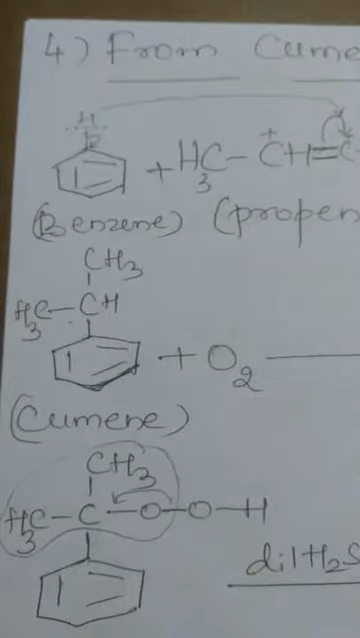 4) From Cume
H
+ H3C - CH = C
+
(Benzene) (propen
CH3
H3C - CH
+ O2
(Cumene)
CH3
H3C - C - O - O - H
dil H2S